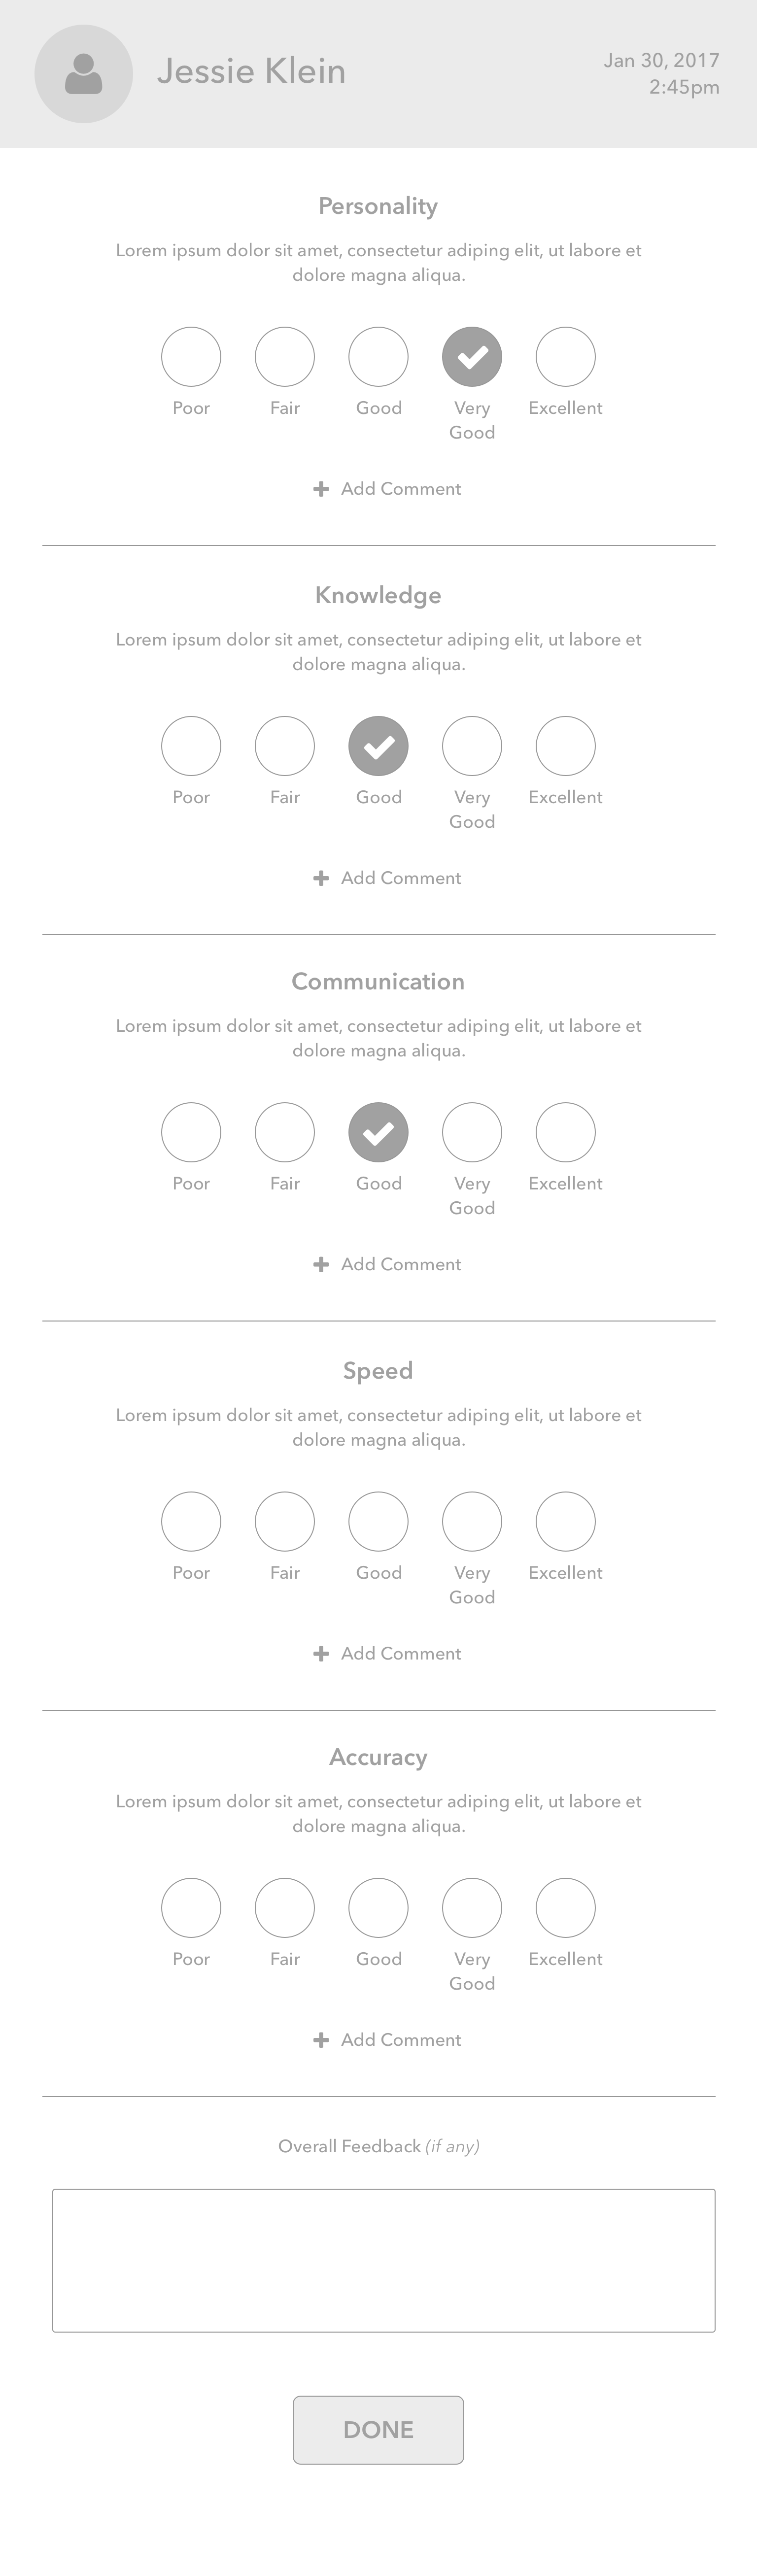 Jessie Klein
Jan 30, 2017
2:45pm
Personality
Lorem ipsum dolor sit amet, consectetur adiping elit, ut labore et
dolore magna aliqua.
Poor Fair Good Very Good Excellent
Add Comment
Knowledge
Lorem ipsum dolor sit amet, consectetur adiping elit, ut labore et
dolore magna aliqua.
Poor Fair Good Very Good Excellent
Add Comment
Communication
Lorem ipsum dolor sit amet, consectetur adiping elit, ut labore et
dolore magna aliqua.
Poor Fair Good Very Good Excellent
Add Comment
Speed
Lorem ipsum dolor sit amet, consectetur adiping elit, ut labore et
dolore magna aliqua.
Poor Fair Good Very Good Excellent
Add Comment
Accuracy
Lorem ipsum dolor sit amet, consectetur adiping elit, ut labore et
dolore magna aliqua.
Poor Fair Good Very Good Excellent
Add Comment
Overall Feedback (if any)
DONE